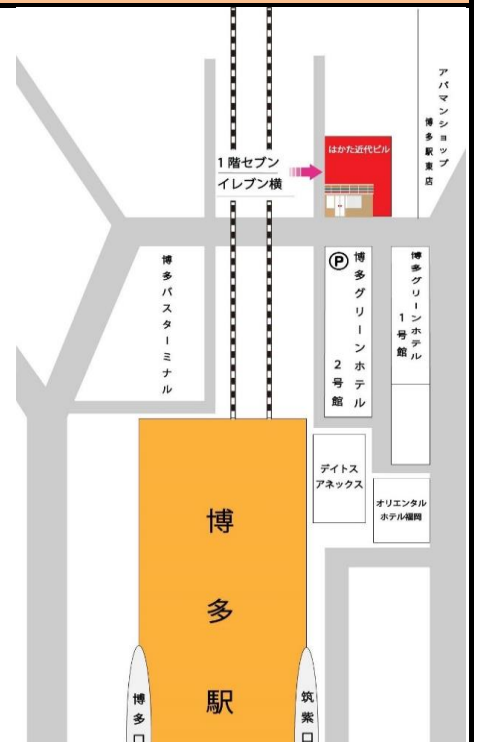 アパマンショップ
博多駅東店
はかた近代ビル
1階セブン
イレブン横
博多バスターミナル
P
博多グリーンホテル
2号館
博多グリーンホテル
1号館
デイトス
アネックス
オリエンタル
ホテル福岡
博多駅
博多口
筑紫口